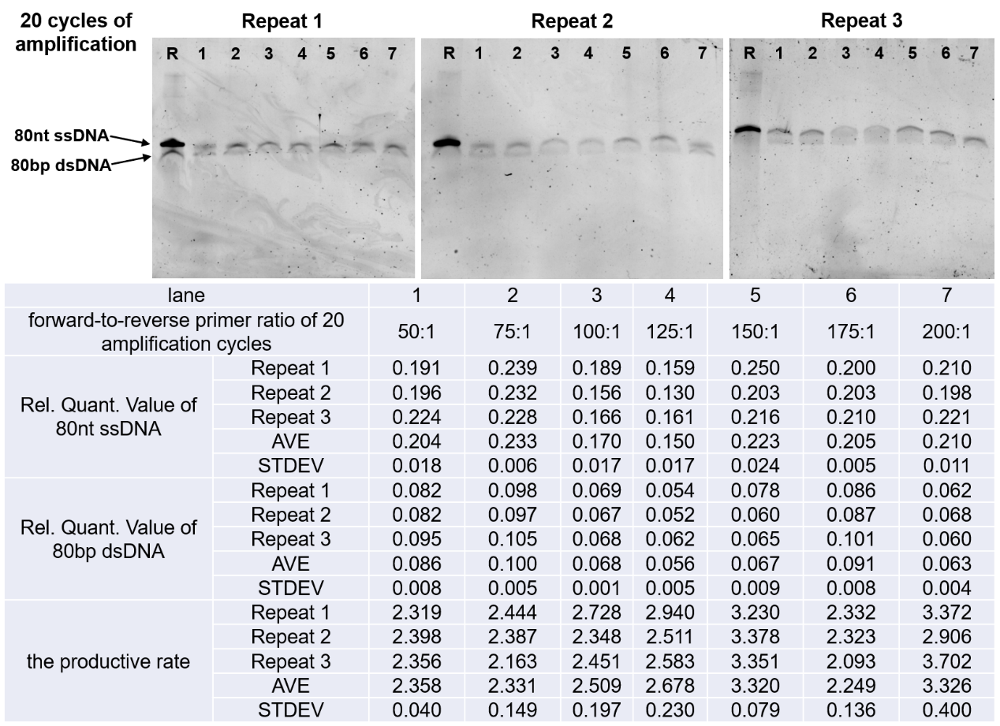 20 cycles of
amplification
Repeat 1
Repeat 2
Repeat 3
R 1 2 3 4 5 6 7
R 1 2 3 4 5 6 7
R 1 2 3 4 5 6 7
80nt ssDNA
80bp dsDNA
lane 1 2 3 4 5 6 7
forward-to-reverse primer ratio of 20
amplification cycles
50:1 75:1 100:1 125:1 150:1 175:1 200:1
Rel. Quant. Value of
80nt ssDNA
Repeat 1 0.191 0.239 0.189 0.159 0.250 0.200 0.210
Repeat 2 0.196 0.232 0.156 0.130 0.203 0.203 0.198
Repeat 3 0.224 0.228 0.166 0.161 0.216 0.210 0.221
AVE 0.204 0.233 0.170 0.150 0.223 0.205 0.210
STDEV 0.018 0.006 0.017 0.017 0.024 0.005 0.011
Rel. Quant. Value of
80bp dsDNA
Repeat 1 0.082 0.098 0.069 0.054 0.078 0.086 0.062
Repeat 2 0.082 0.097 0.067 0.052 0.060 0.087 0.068
Repeat 3 0.095 0.105 0.068 0.062 0.065 0.101 0.060
AVE 0.086 0.100 0.068 0.056 0.067 0.091 0.063
STDEV 0.008 0.005 0.001 0.005 0.009 0.008 0.004
the productive rate
Repeat 1 2.319 2.444 2.728 2.940 3.230 2.332 3.372
Repeat 2 2.398 2.387 2.348 2.511 3.378 2.323 2.906
Repeat 3 2.356 2.163 2.451 2.583 3.351 2.093 3.702
AVE 2.358 2.331 2.509 2.678 3.320 2.249 3.326
STDEV 0.040 0.149 0.197 0.230 0.079 0.136 0.400